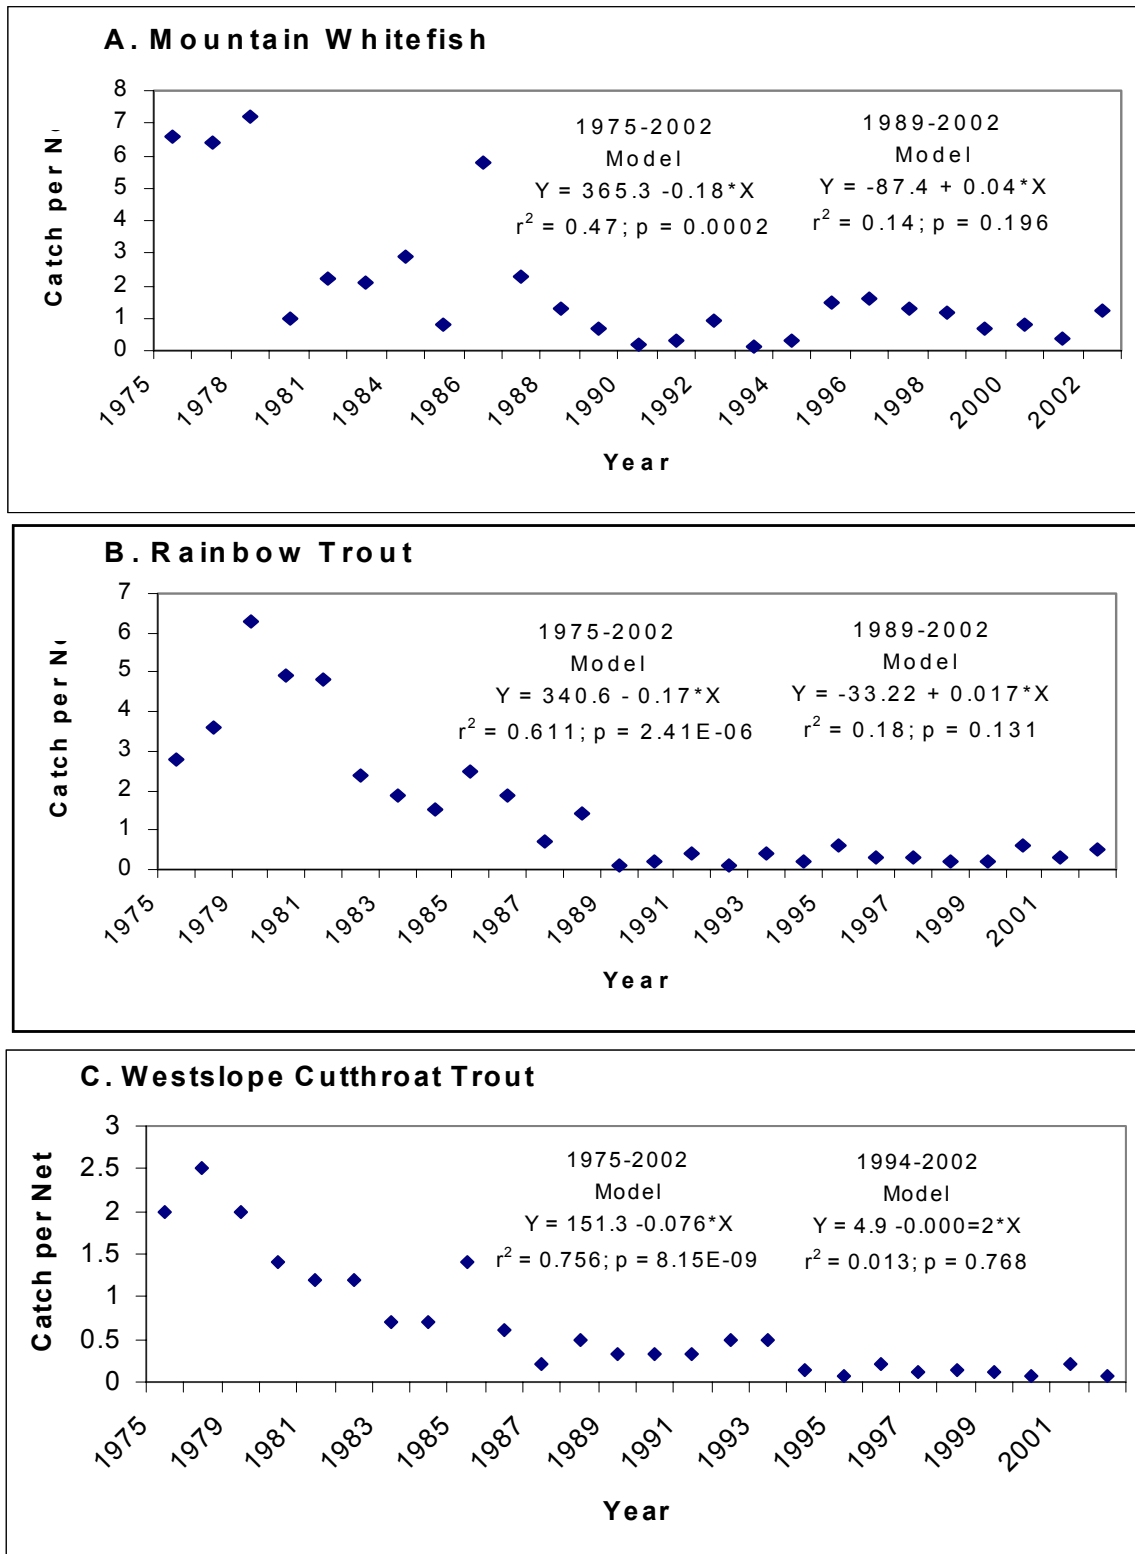 A. Mountain Whitefish
8
7
6
5
4
3
2
1
0
Catch per N
1975-2002
Model
Y = 365.3 -0.18*X
r² = 0.47; p = 0.0002
1989-2002
Model
Y = -87.4 + 0.04*X
r² = 0.14; p = 0.196
1975
1978
1981
1984
1986
1988
1990
1992
1994
1996
1998
2000
2002
Year
B. Rainbow Trout
7
6
5
4
3
2
1
0
Catch per N
1975-2002
Model
Y = 340.6 - 0.17*X
r² = 0.611; p = 2.41E-06
1989-2002
Model
Y = -33.22 + 0.017*X
r² = 0.18; p = 0.131
1975
1979
1981
1983
1985
1987
1989
1991
1993
1995
1997
1999
2001
Year
C. Westslope Cutthroat Trout
3
2.5
2
1.5
1
0.5
0
Catch per Net
1975-2002
Model
Y = 151.3 -0.076*X
r² = 0.756; p = 8.15E-09
1994-2002
Model
Y = 4.9 -0.000=2*X
r² = 0.013; p = 0.768
1975
1979
1981
1983
1985
1987
1989
1991
1993
1995
1997
1999
2001
Year